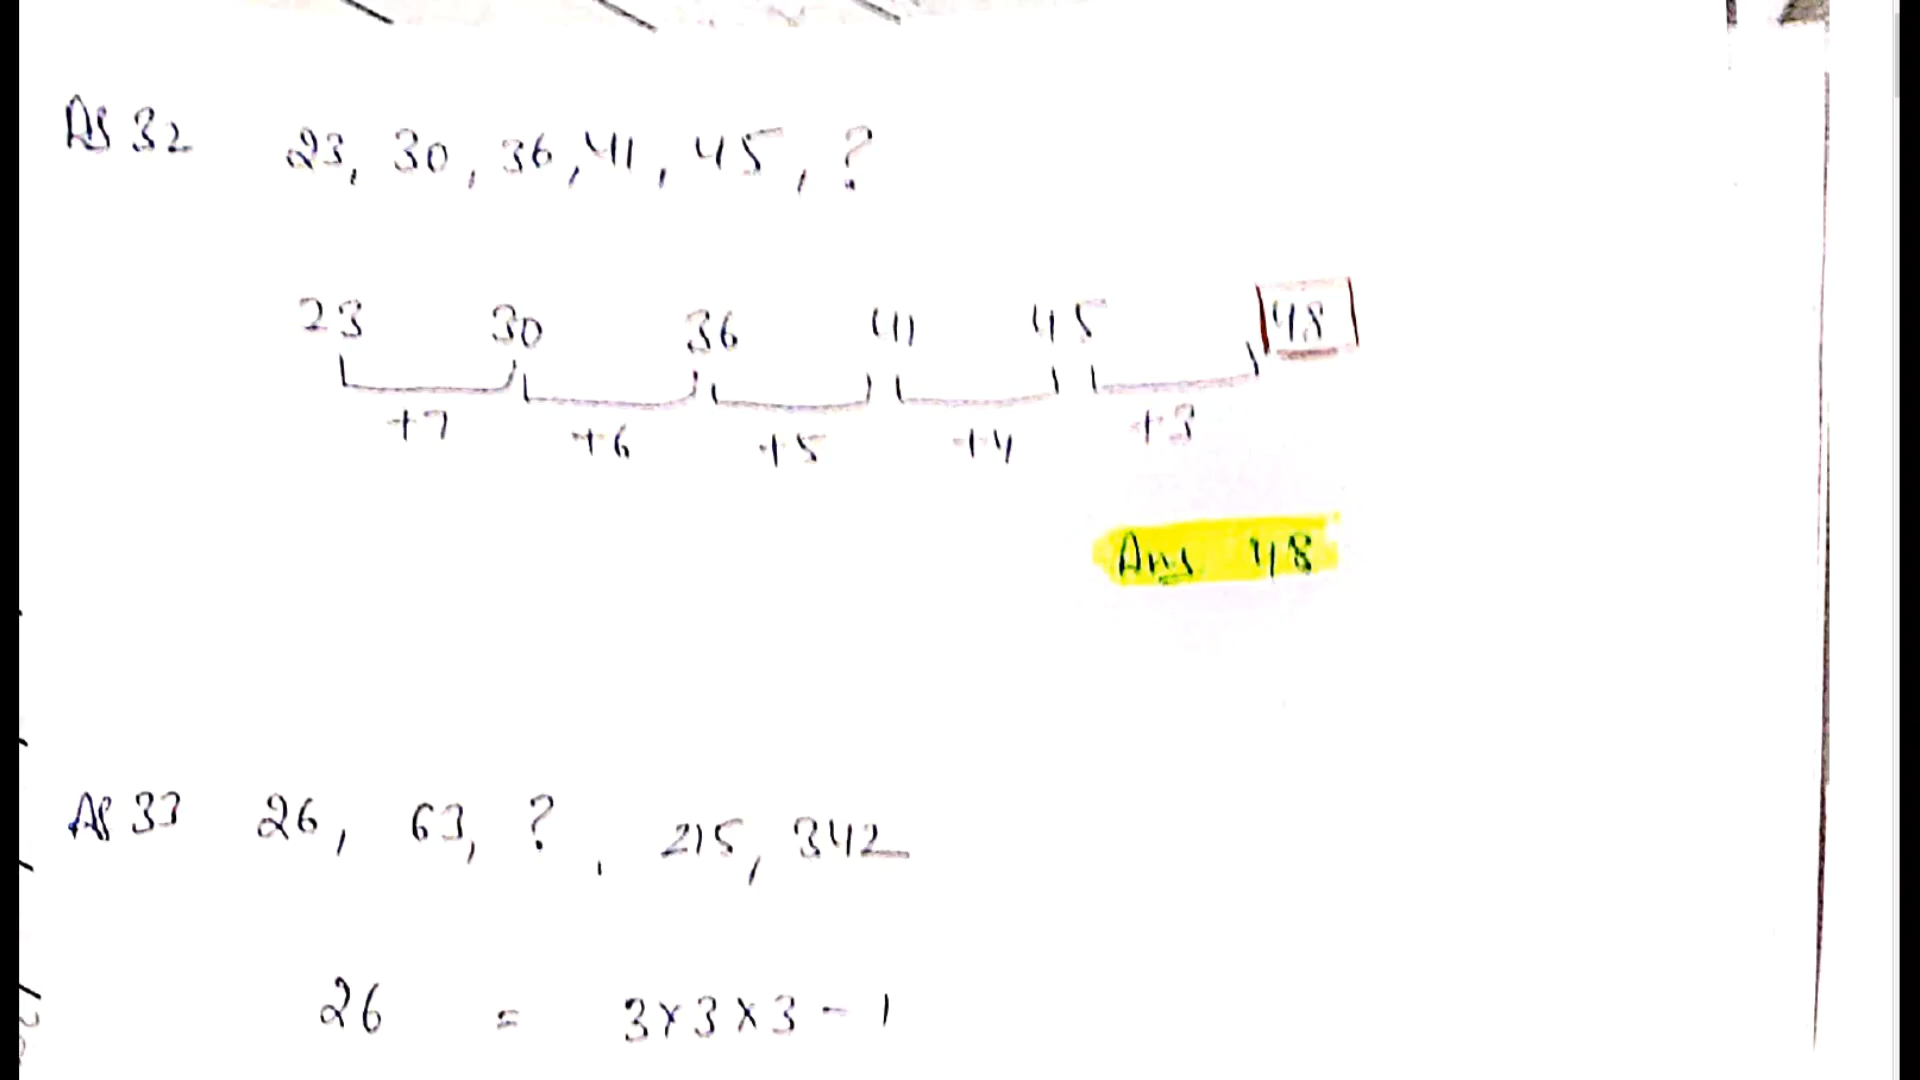 AS 32 23, 30, 36, 41, 45, ?
23 30 36 41 45 48
+7 +6 +5 +4 +3
Ans 48
AS 33 26, 63, ?, 215, 342
26 = 3×3×3-1